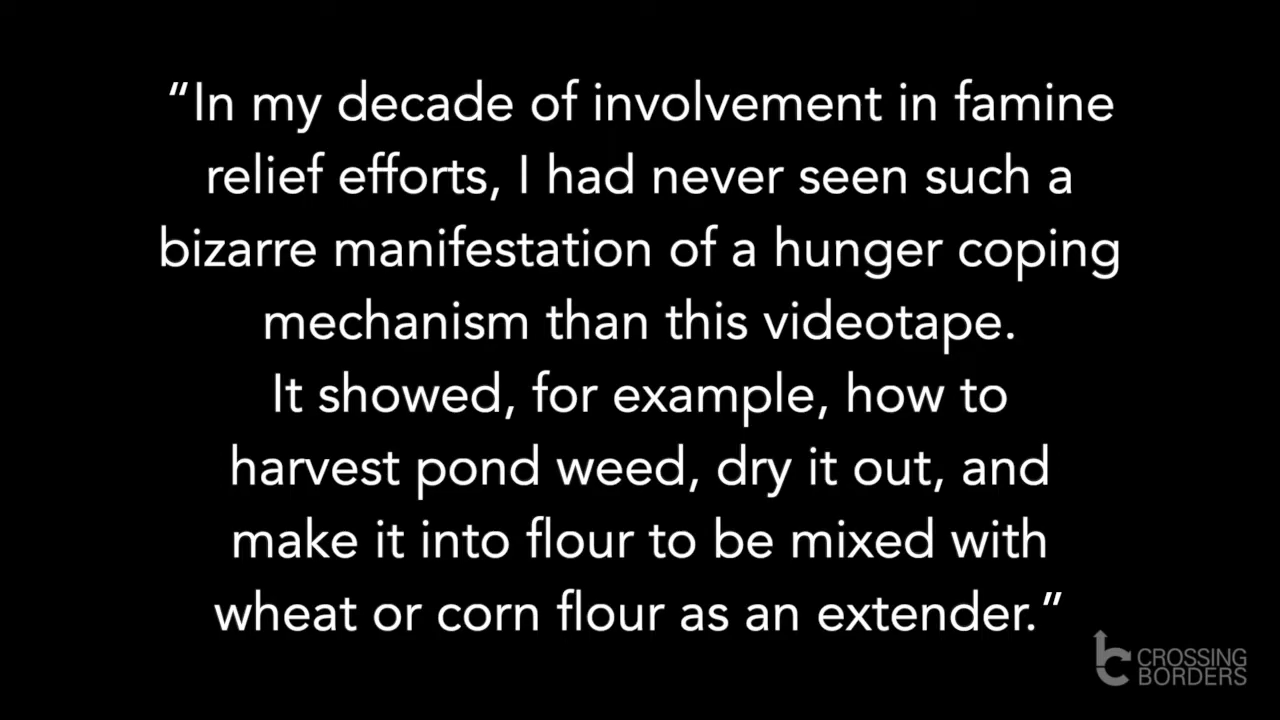 “In my decade of involvement in famine
relief efforts, I had never seen such a
bizarre manifestation of a hunger coping
mechanism than this videotape.
It showed, for example, how to
harvest pond weed, dry it out, and
make it into flour to be mixed with
wheat or corn flour as an extender.”
CROSSING
BORDERS